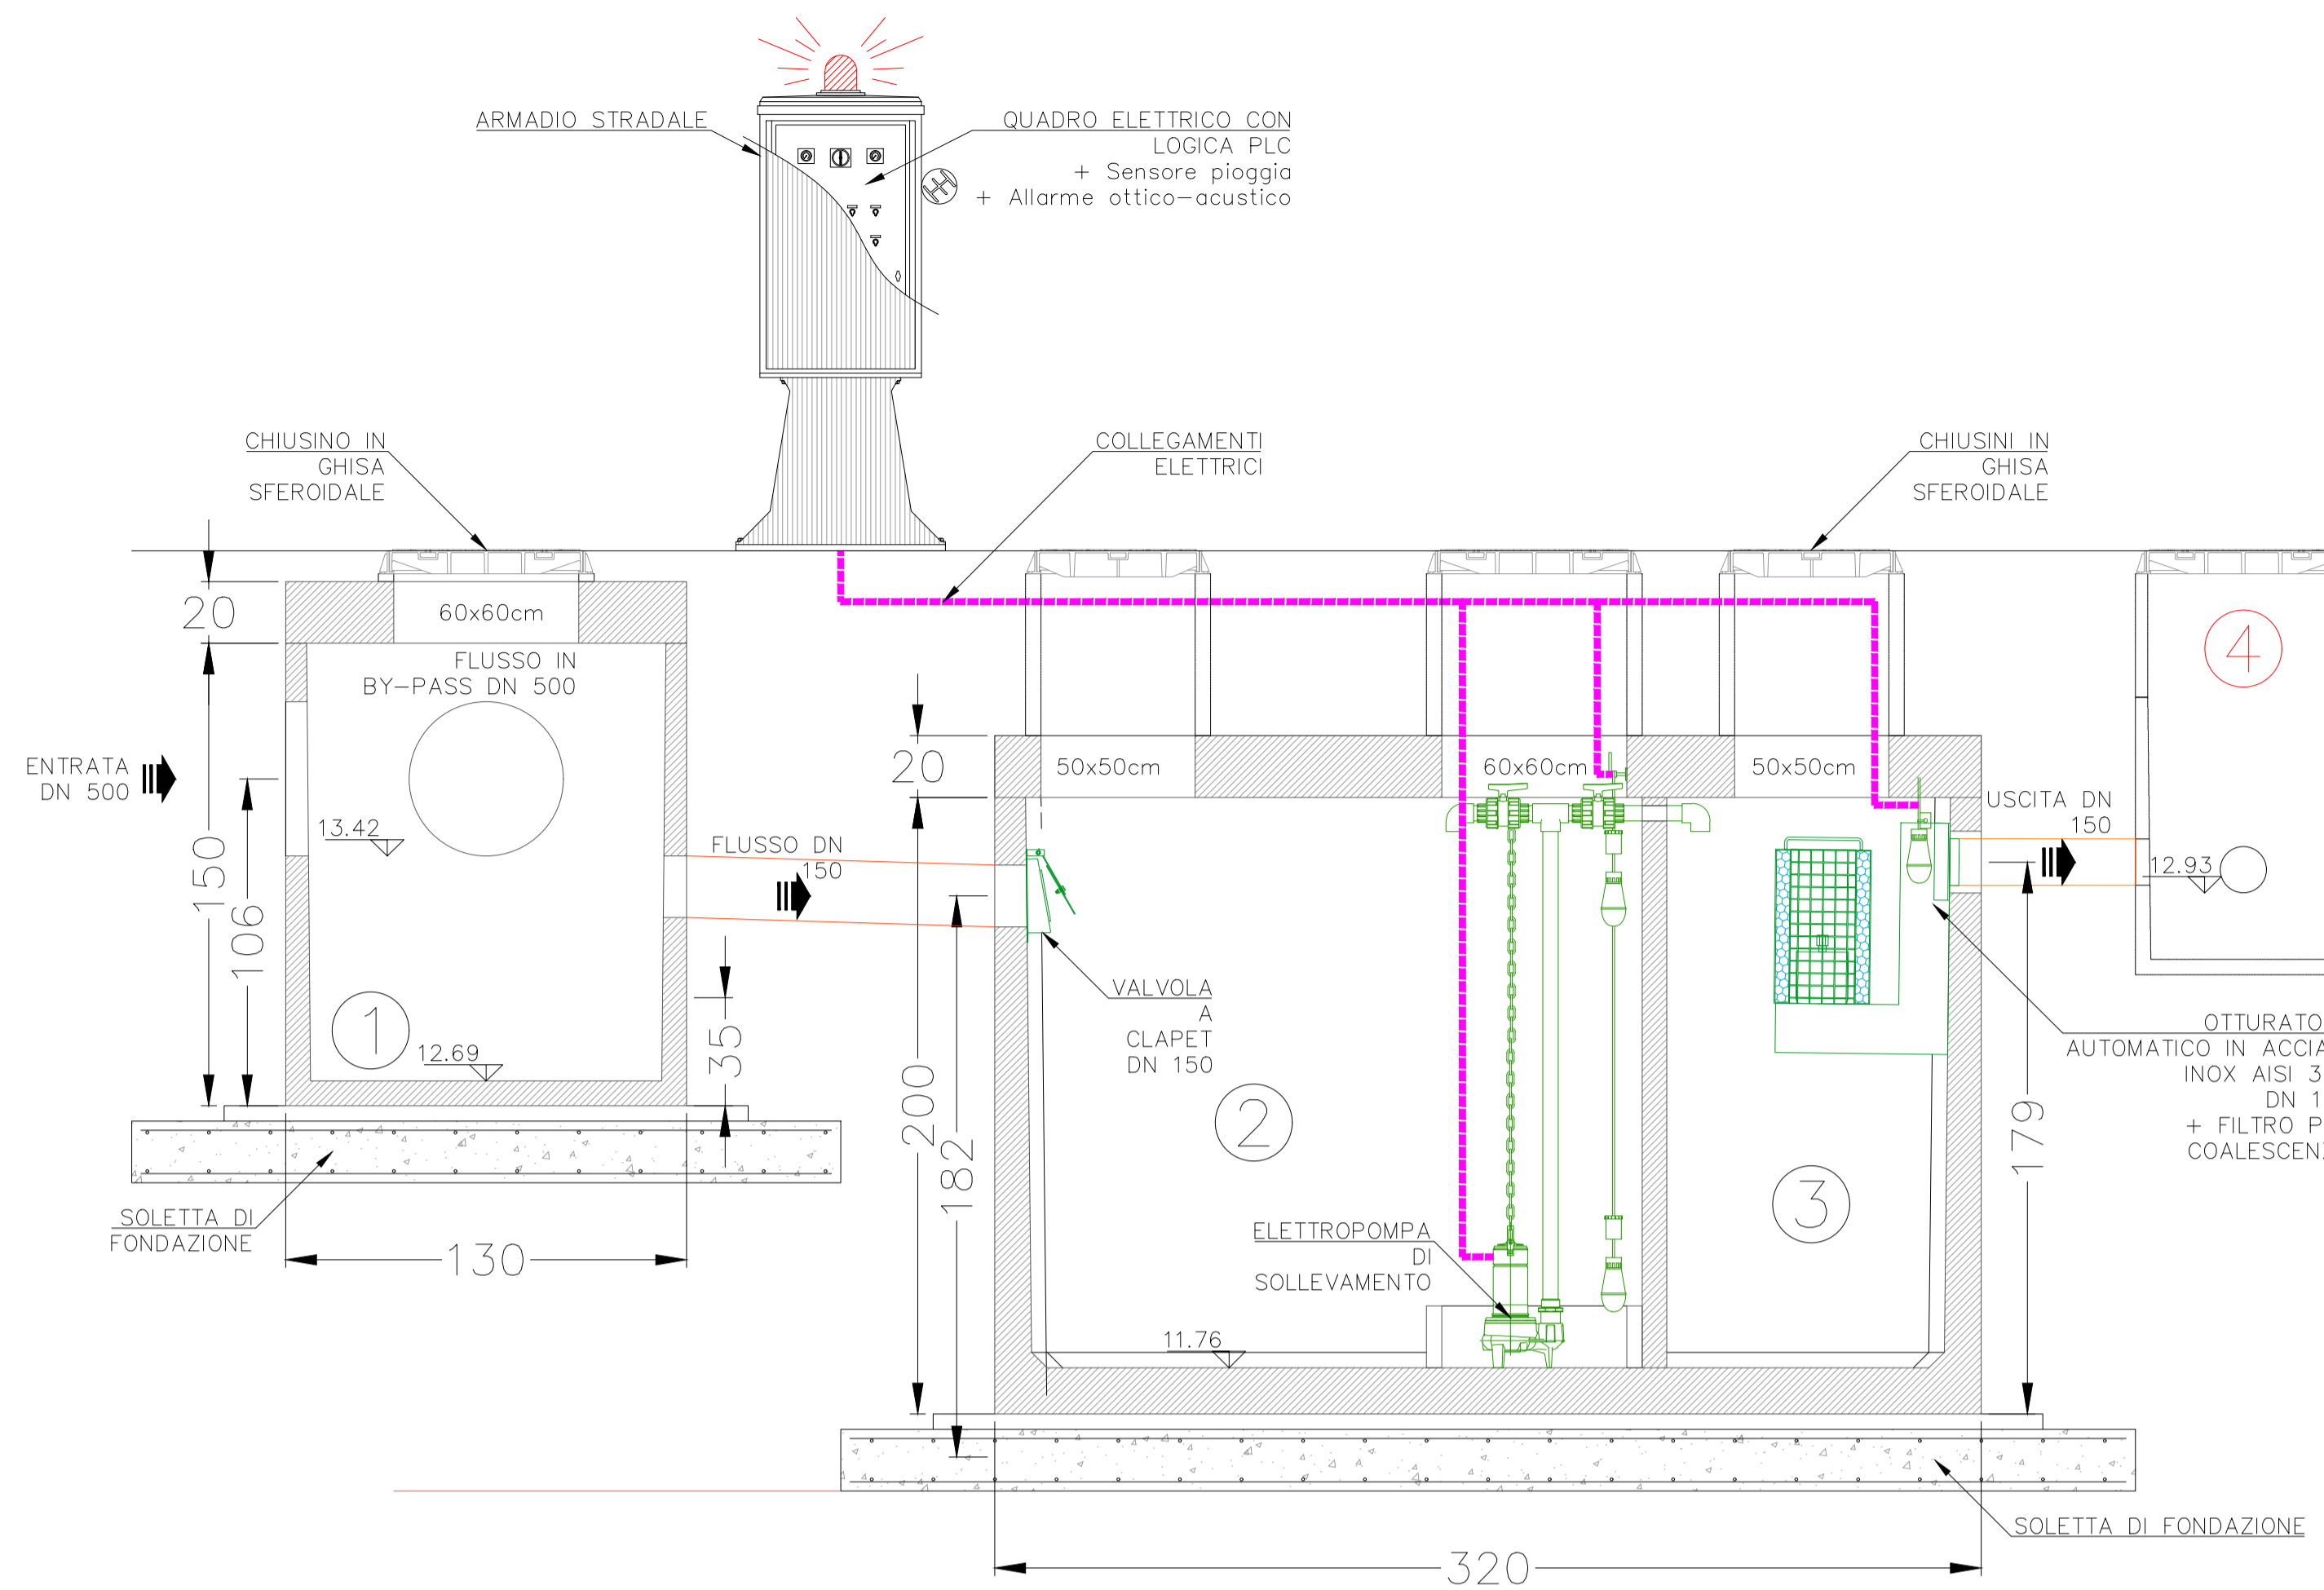 ARMADIO STRADALE
QUADRO ELETTRICO CON
LOGICA PLC
+ Sensore pioggia
+ Allarme ottico-acustico
CHIUSINO IN
GHISA
SFEROIDALE
COLLEGAMENTI
ELETTRICI
CHIUSINI IN
GHISA
SFEROIDALE
20
60x60cm
FLUSSO IN
BY-PASS DN 500
4
ENTRATA
DN 500
13.42
150
106
FLUSSO DN
150
20
50x50cm
60x60cm
50x50cm
USCITA DN
150
12.93
1
12.69
35
VALVOLA
A
CLAPET
DN 150
OTTURATO
AUTOMATICO IN ACCIA
INOX AISI 3
DN 1
+ FILTRO P
COALESCEN
200
182
2
3
179
SOLETTA DI
FONDAZIONE
130
ELETTROPOMPA
DI
SOLLEVAMENTO
11.76
SOLETTA DI FONDAZIONE
320